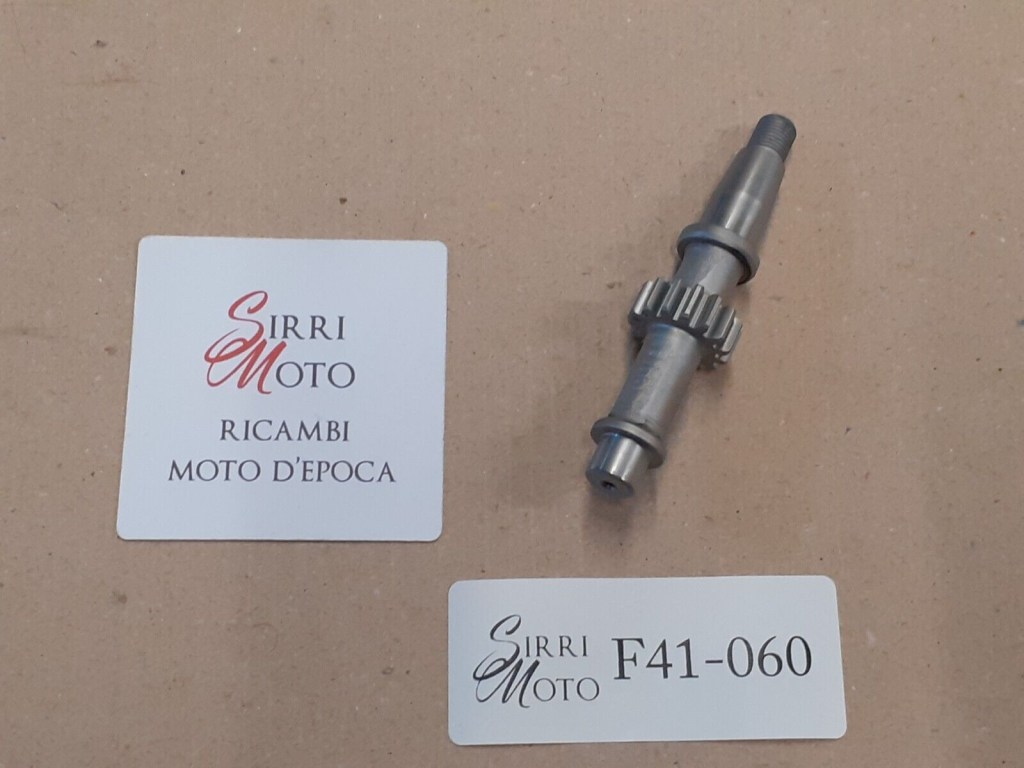 SIRRI
MOTO
RICAMBI
MOTO D'EPOCA
SIRRI
MOTO
F41-060